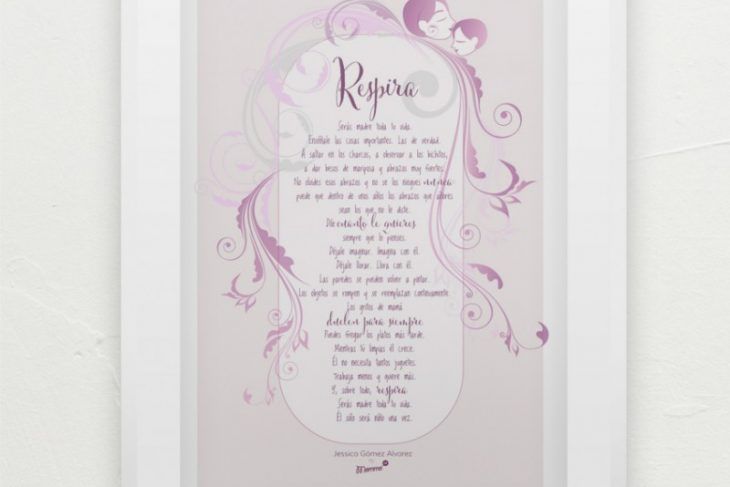 Respira
Serás madre toda tu vida.
Enséñale las cosas importantes. Las de verdad.
A saltar en los charcos, a observar a los bichitos,
a dar besos de mariposa y abrazos muy fuertes.
No olvides esos abrazos y no se los niegues nunca
puede que dentro de unos años los abrazos que añores
sean los que no le diste.
Dile cuánto le quieres
siempre que lo pienses.
Déjale imaginar. Imagina con él.
Déjale llorar. Llora con él.
Las paredes se pueden volver a pintar.
Los objetos se rompen y se reemplazan continuamente.
Los gritos de mamá
duelen para siempre
Puedes fregar los platos más tarde.
Mientras tú limpias él crece.
Él no necesita tantos juguetes.
Trabaja menos y quiere más.
Y, sobre todo, respira.
Serás madre toda tu vida.
Él sólo será niño una vez.
Jessica Gómez Alvarez